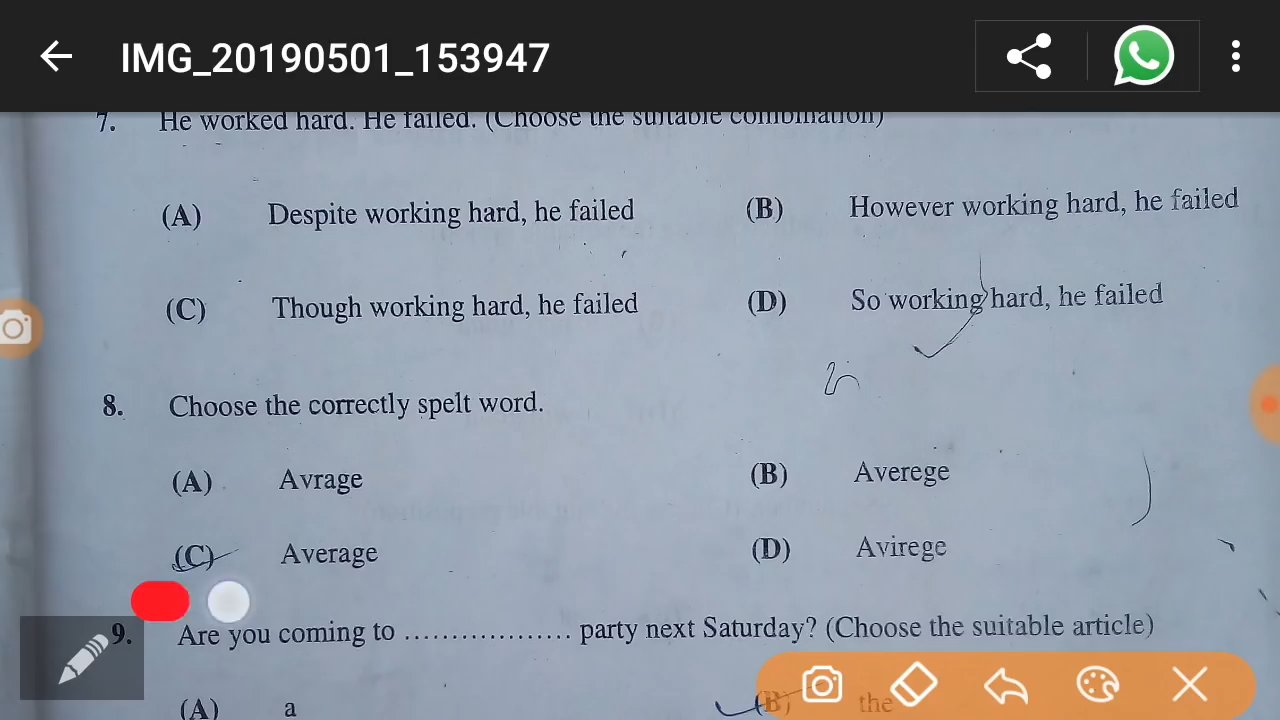 IMG_20190501_153947
7. He worked hard. He failed. (Choose the suitable combination)
(A) Despite working hard, he failed (B) However working hard, he failed
(C) Though working hard, he failed (D) So working hard, he failed
8. Choose the correctly spelt word.
(A) Avrage (B) Averege
(C) Average (D) Avirege
9. Are you coming to .................. party next Saturday? (Choose the suitable article)
(A) a (B) the